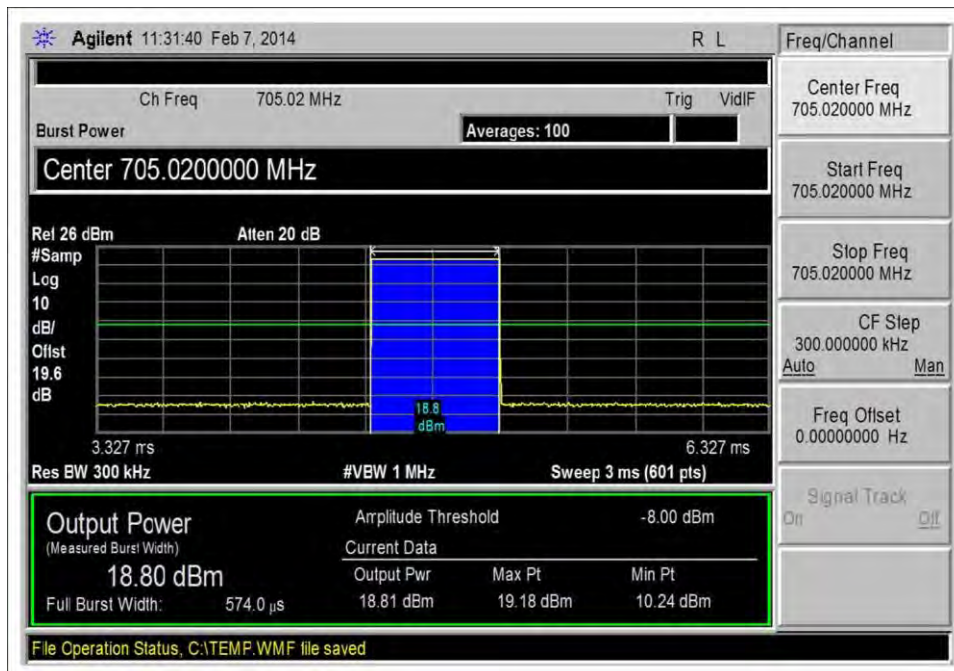 Agilent 11:31:40 Feb 7, 2014 R L
Freq/Channel
Ch Freq 705.02 MHz Trig VidIF
Burst Power Averages: 100
Center 705.0200000 MHz
Ref 26 dBm Atten 20 dB
#Samp
Log
10
dB/
Offst
19.6
dB
18.8
dBm
3.327 ms 6.327 ms
Res BW 300 kHz #VBW 1 MHz Sweep 3 ms (601 pts)
Output Power
(Measured Burst Width)
18.80 dBm
Full Burst Width: 574.0 µs
Amplitude Threshold -8.00 dBm
Current Data
Output Pwr Max Pt Min Pt
18.81 dBm 19.18 dBm 10.24 dBm
File Operation Status, C:\TEMP.WMF file saved
Center Freq
705.020000 MHz
Start Freq
705.020000 MHz
Stop Freq
705.020000 MHz
CF Step
300.000000 kHz
Auto Man
Freq Offset
0.00000000 Hz
Signal Track
On Off